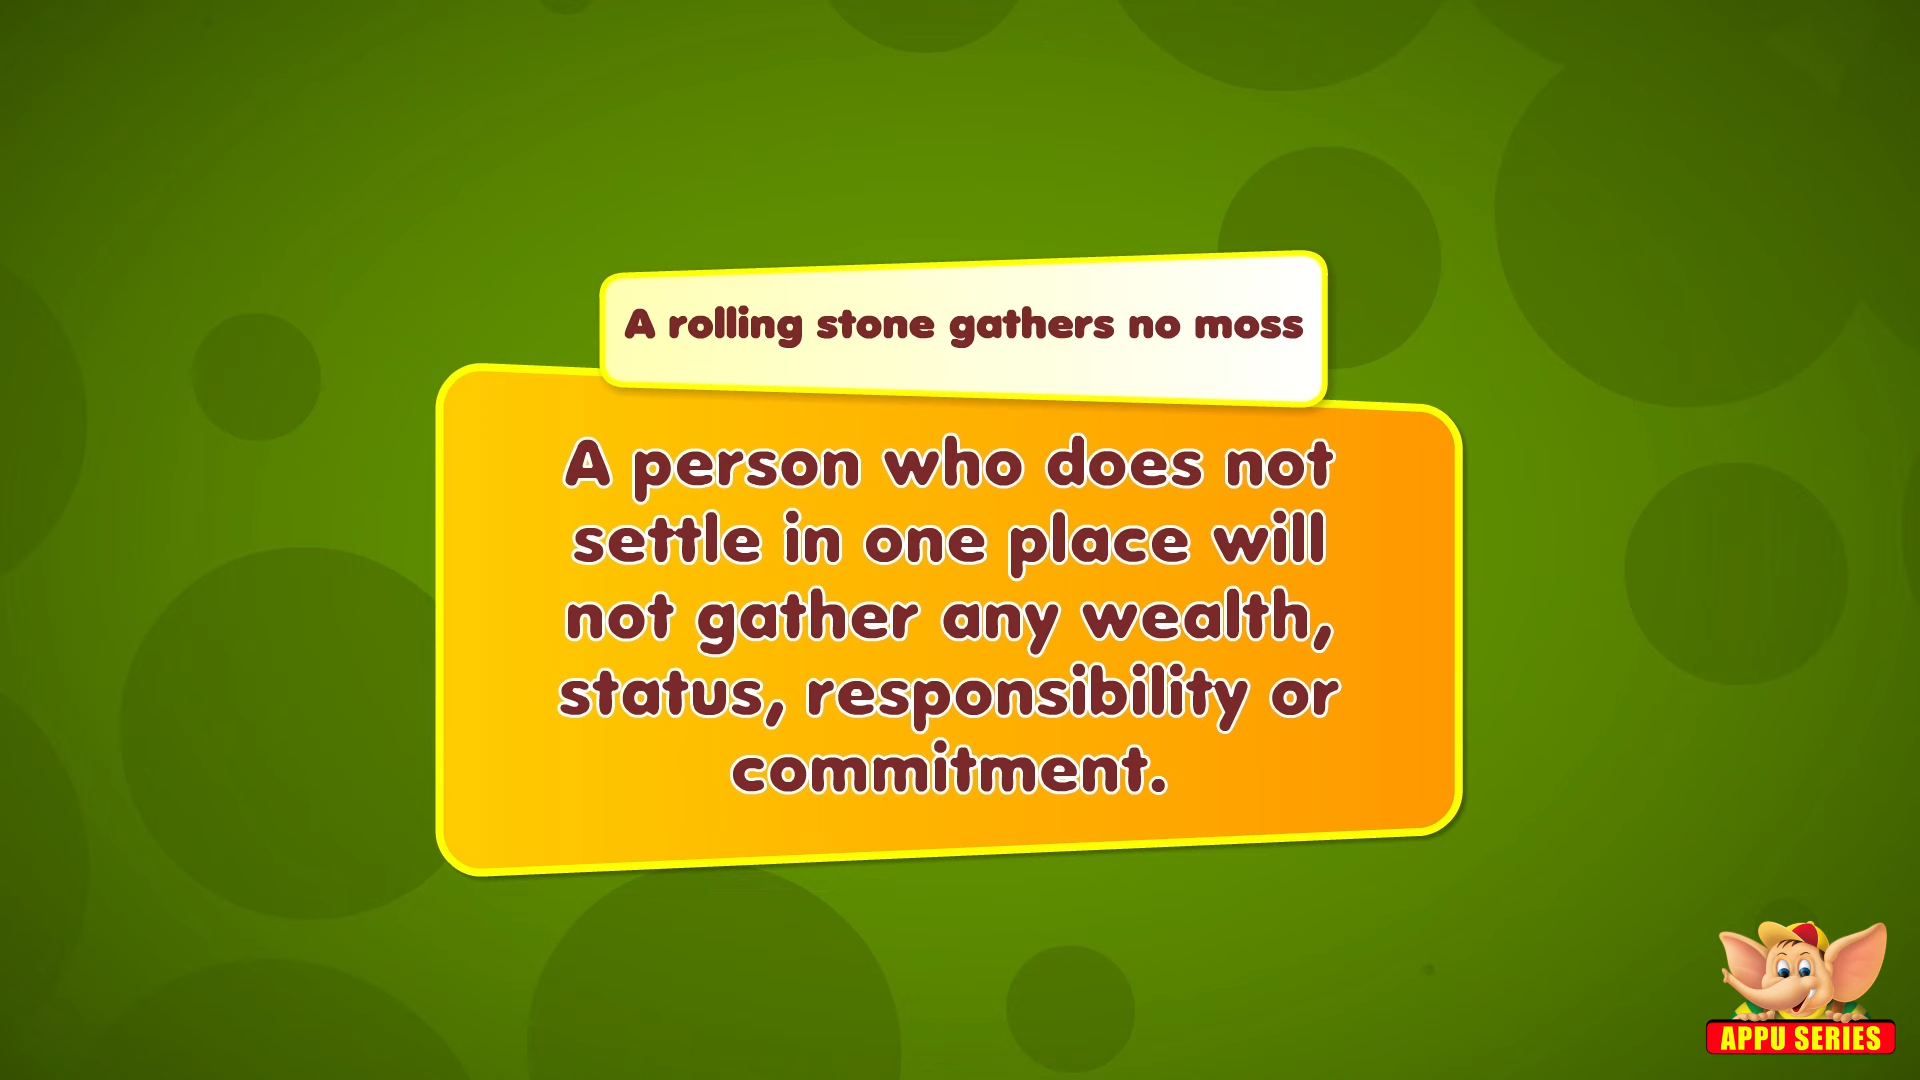 A rolling stone gathers no moss
A person who does not
settle in one place will
not gather any wealth,
status, responsibility or
commitment.
APPU SERIES